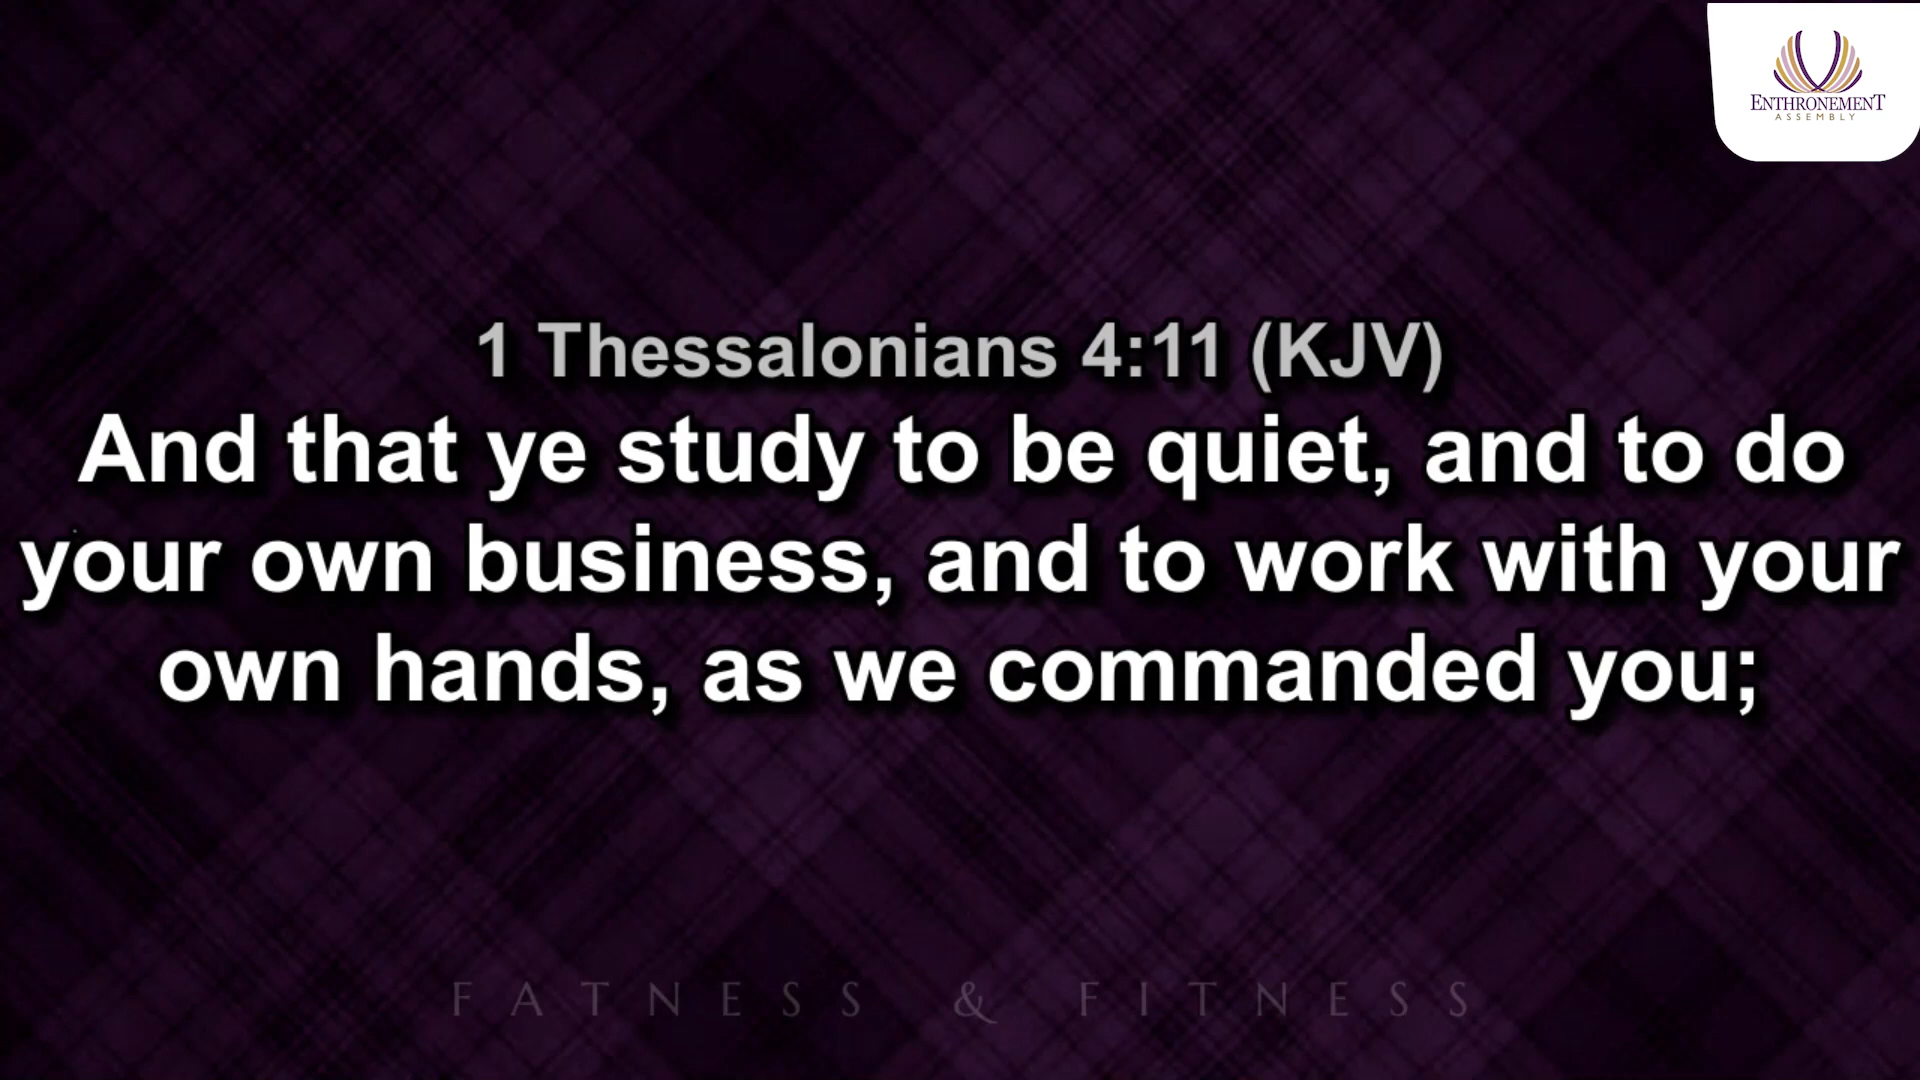 ENTHRONEMENT
ASSEMBLY
1 Thessalonians 4:11 (KJV)
And that ye study to be quiet, and to do
your own business, and to work with your
own hands, as we commanded you;
FATNESS & FITNESS